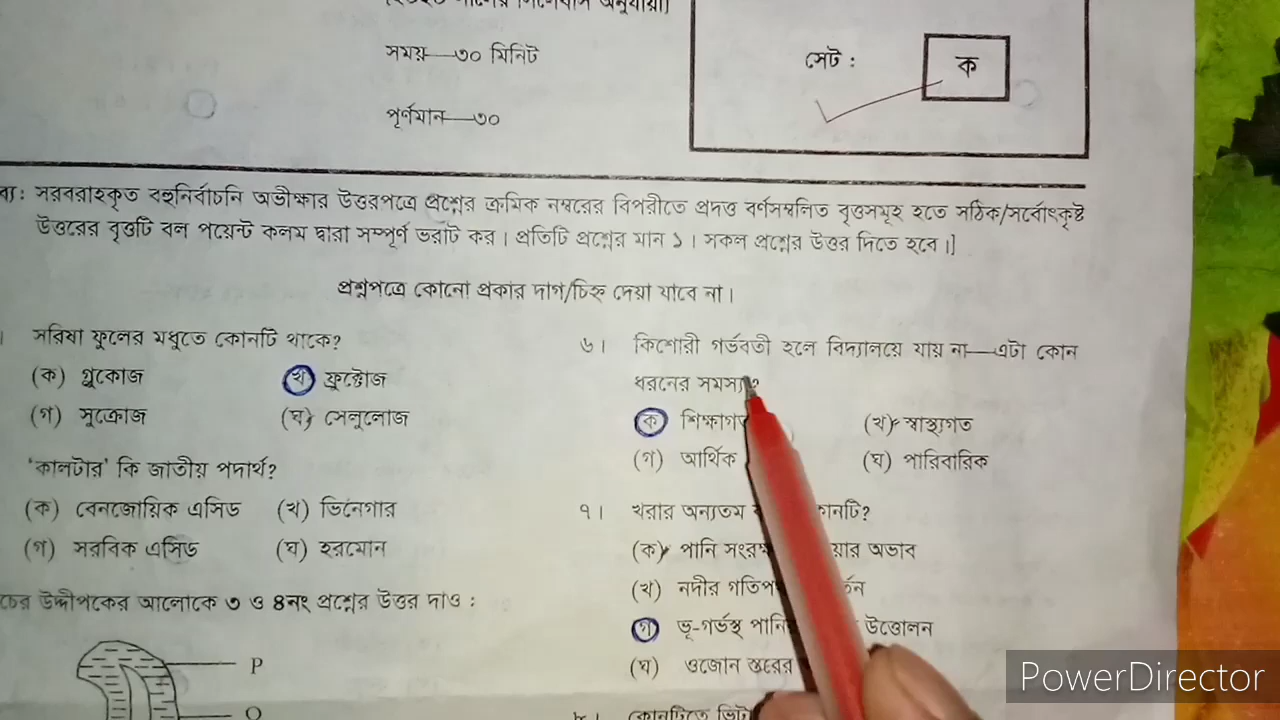 সময়—৩০ মিনিট
পূর্ণমান—৩০
সেট :
ক
সরবরাহকৃত বহুনির্বাচনি অভীক্ষার উত্তরপত্রে প্রশ্নের ক্রমিক নম্বরের বিপরীতে প্রদত্ত বর্ণসম্বলিত বৃত্তসমূহ হতে সঠিক/সর্বোৎকৃষ্ট
উত্তরের বৃত্তটি বল পয়েন্ট কলম দ্বারা সম্পূর্ণ ভরাট কর। প্রতিটি প্রশ্নের মান ১। সকল প্রশ্নের উত্তর দিতে হবে।]
প্রশ্নপত্রে কোনো প্রকার দাগ/চিহ্ন দেয়া যাবে না।
সরিষা ফুলের মধুতে কোনটি থাকে?
(ক) গ্লুকোজ
(খ) ফ্রুক্টোজ
(গ) সুক্রোজ
(ঘ) সেলুলোজ
'কালটার' কি জাতীয় পদার্থ?
(ক) বেনজোয়িক এসিড
(খ) ভিনেগার
(গ) সরবিক এসিড
(ঘ) হরমোন
উদ্দীপকের আলোকে ৩ ও ৪নং প্রশ্নের উত্তর দাও :
P
Q
৬। কিশোরী গর্ভবতী হলে বিদ্যালয়ে যায় না—এটা কোন
ধরনের সমস্যা?
(ক) শিক্ষাগত
(খ) স্বাস্থ্যগত
(গ) আর্থিক
(ঘ) পারিবারিক
৭। খরার অন্যতম কোনটি?
(ক) পানি অভাব
(খ) নদীর
(গ) ভূ-গর্ভস্থ উত্তোলন
(ঘ) ওজোন স্তরের
৮। কোনটিতে
PowerDirector